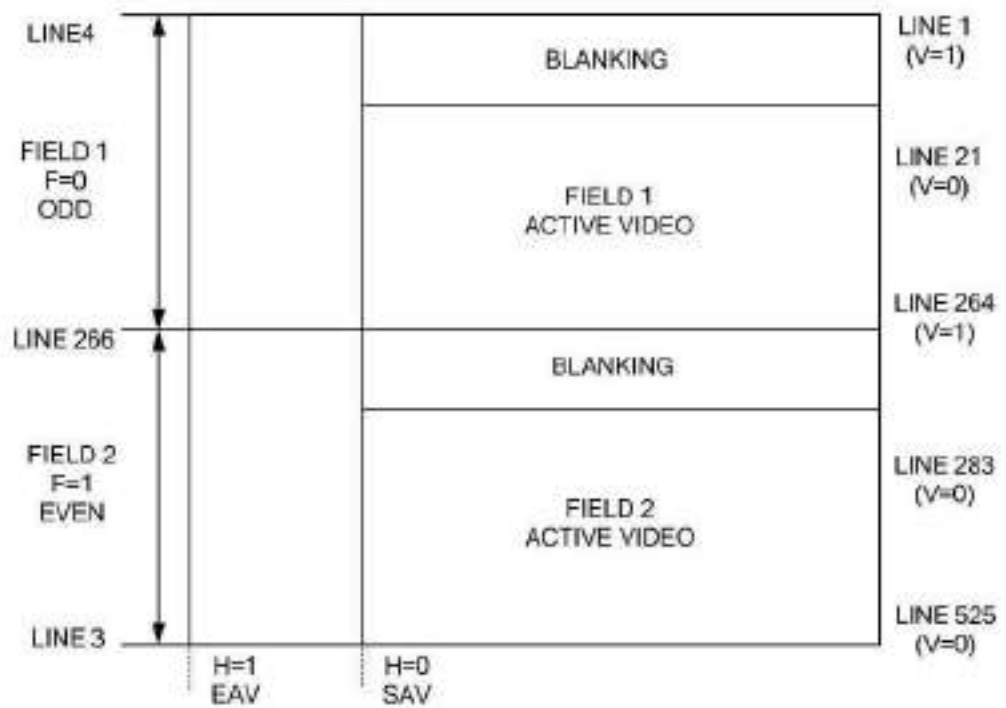 LINE4
LINE 1
(V=1)
BLANKING
FIELD 1
F=0
ODD
LINE 21
(V=0)
FIELD 1
ACTIVE VIDEO
LINE 264
(V=1)
LINE 266
BLANKING
FIELD 2
F=1
EVEN
LINE 283
(V=0)
FIELD 2
ACTIVE VIDEO
LINE 525
(V=0)
LINE 3
H=1
EAV
H=0
SAV